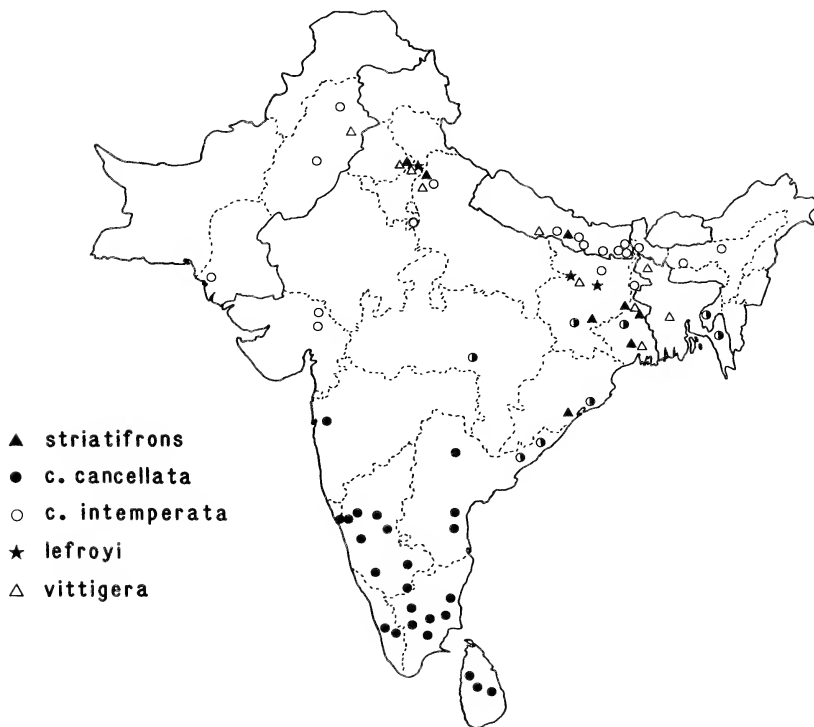 striatifrons
c. cancellata
c. intemperata
lefroyi
vittigera